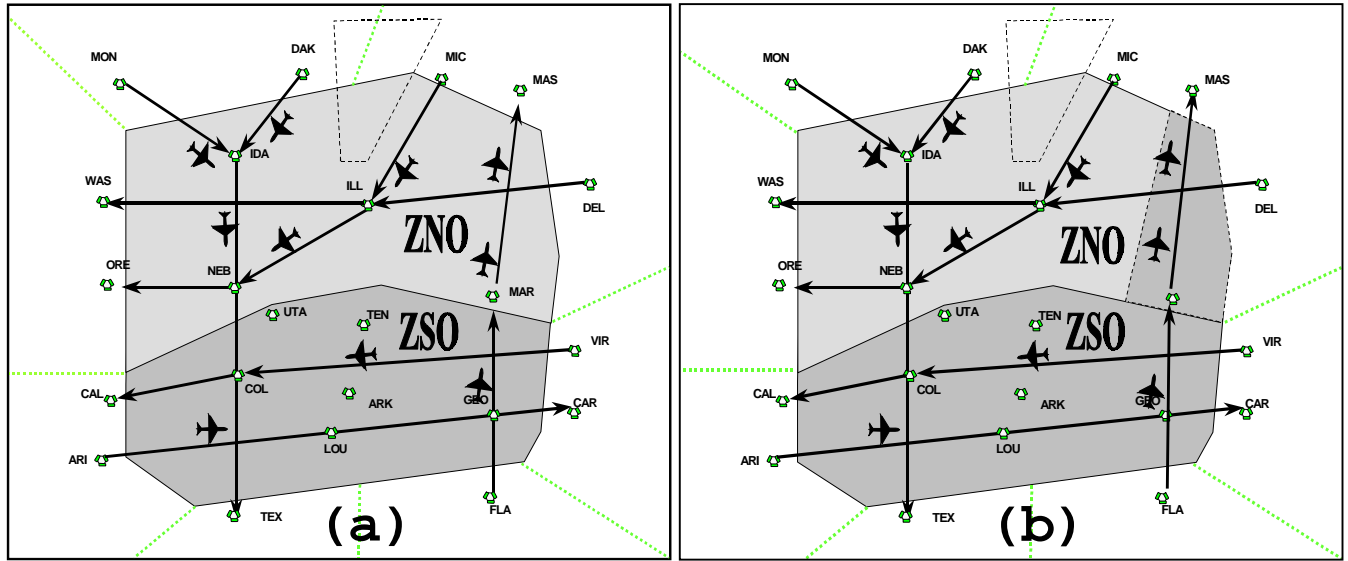 DAK
MON
MIC
MAS
IDA
WAS
ILL
DEL
ZNO
ORE
NEB
MAR
UTA
TEN
ZSO
VIR
COL
CAL
ARK
GEO
CAR
LOU
ARI
TEX
FLA
(a)
DAK
MON
MIC
MAS
IDA
WAS
ILL
DEL
ZNO
ORE
NEB
UTA
TEN
ZSO
VIR
COL
CAL
ARK
GEO
CAR
LOU
ARI
TEX
FLA
(b)